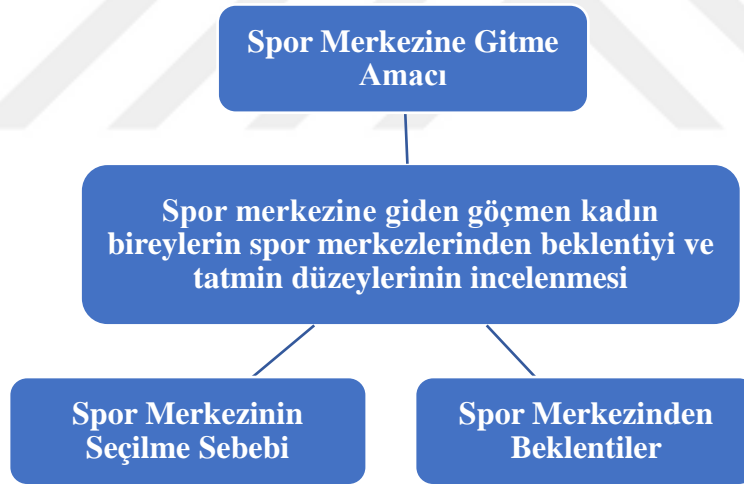 Spor Merkezine Gitme
Amacı
Spor merkezine giden göçmen kadın
bireylerin spor merkezlerinden beklentiyi ve
tatmin düzeylerinin incelenmesi
Spor Merkezinin
Seçilme Sebebi
Spor Merkezinden
Beklentiler